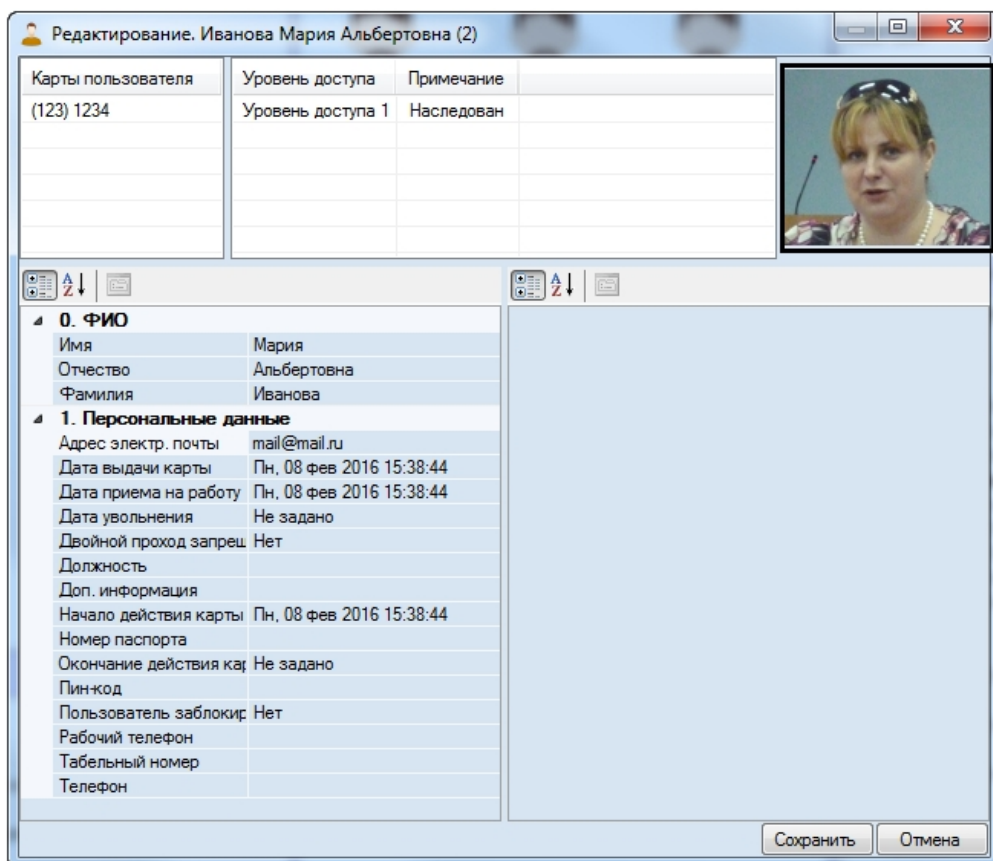 Редактирование. Иванова Мария Альбертовна (2)
Карты пользователя Уровень доступа Примечание
(123) 1234 Уровень доступа 1 Наследован
0. ФИО
Имя Мария
Отчество Альбертовна
Фамилия Иванова
1. Персональные данные
Адрес электр. почты mail@mail.ru
Дата выдачи карты Пн, 08 фев 2016 15:38:44
Дата приема на работу Пн, 08 фев 2016 15:38:44
Дата увольнения Не задано
Двойной проход запрещ Нет
Должность
Доп. информация
Начало действия карты Пн, 08 фев 2016 15:38:44
Номер паспорта
Окончание действия кар Не задано
Пин-код
Пользователь заблокир Нет
Рабочий телефон
Табельный номер
Телефон
Сохранить Отмена